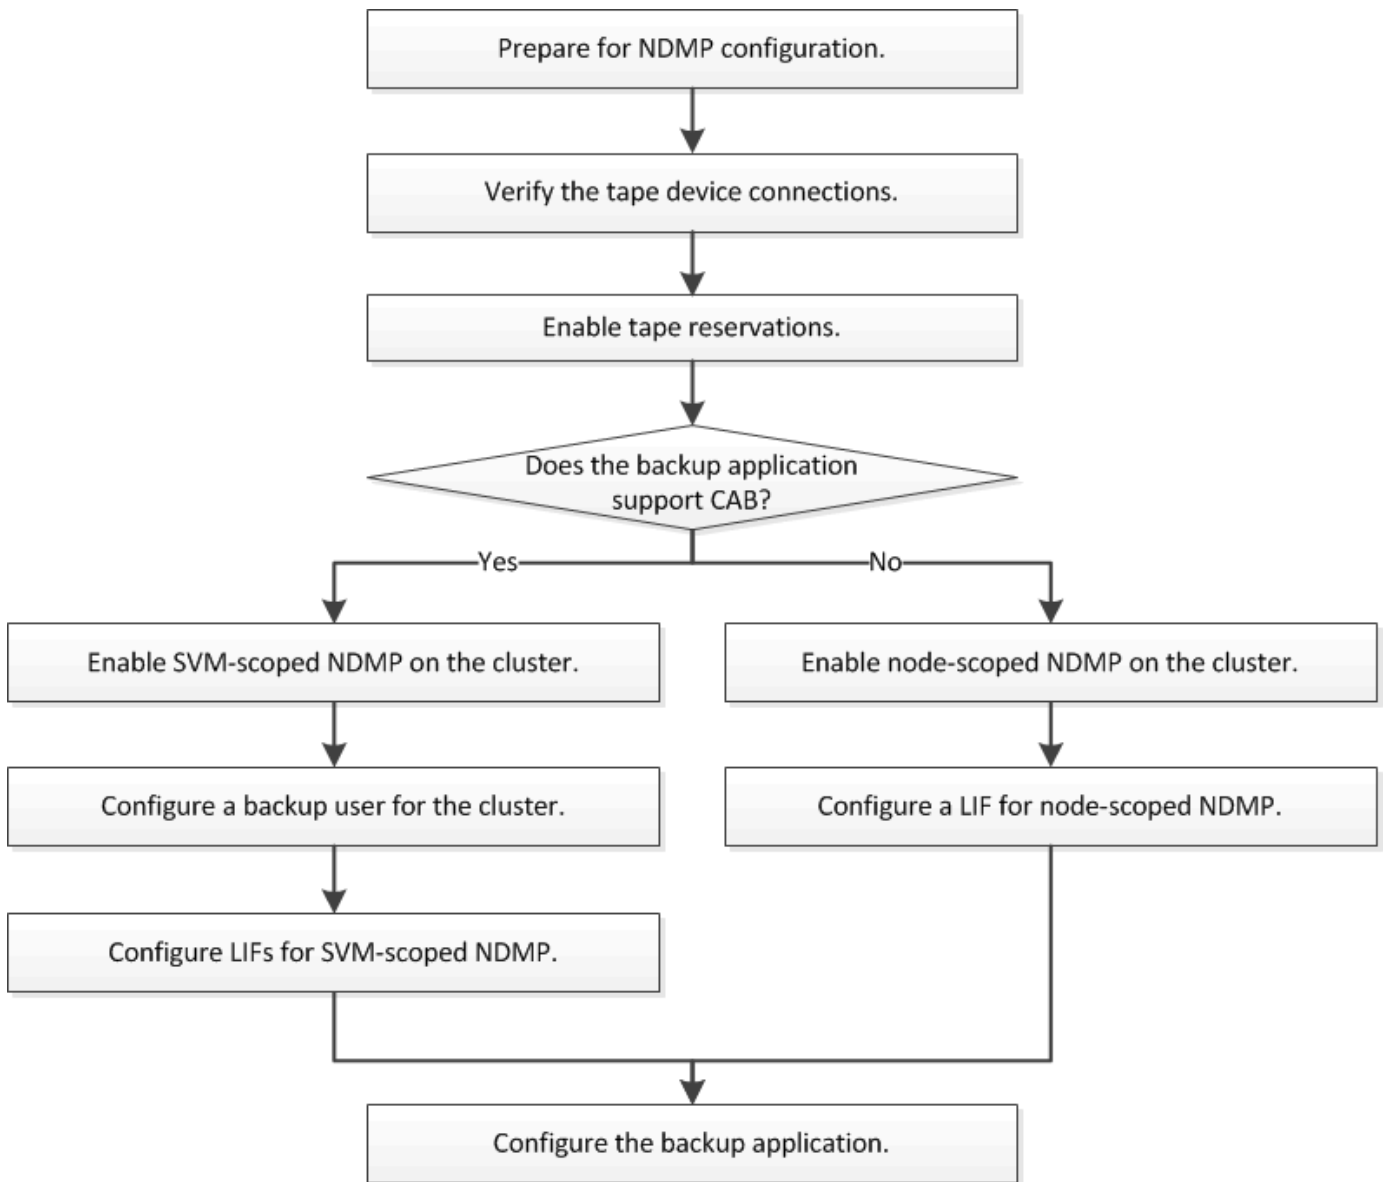 Prepare for NDMP configuration.
Verify the tape device connections.
Enable tape reservations.
Does the backup application
support CAB?
Yes
No
Enable SVM-scoped NDMP on the cluster.
Enable node-scoped NDMP on the cluster.
Configure a backup user for the cluster.
Configure a LIF for node-scoped NDMP.
Configure LIFs for SVM-scoped NDMP.
Configure the backup application.